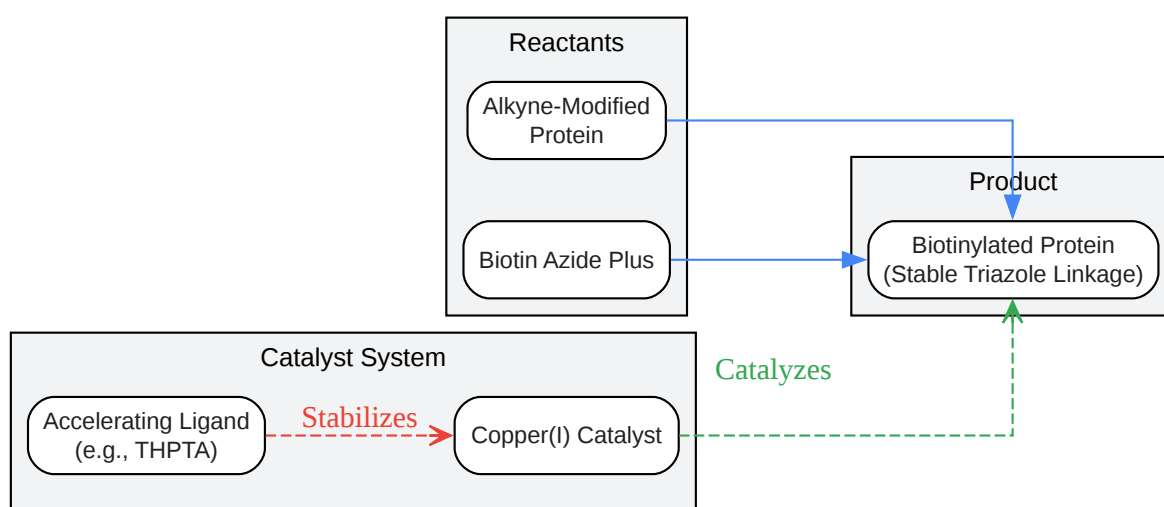 Reactants
Alkyne-Modified
Protein
Biotin Azide Plus
Product
Biotinylated Protein
(Stable Triazole Linkage)
Catalyst System
Accelerating Ligand
(e.g., THPTA)
Stabilizes
Copper(I) Catalyst
Catalyzes